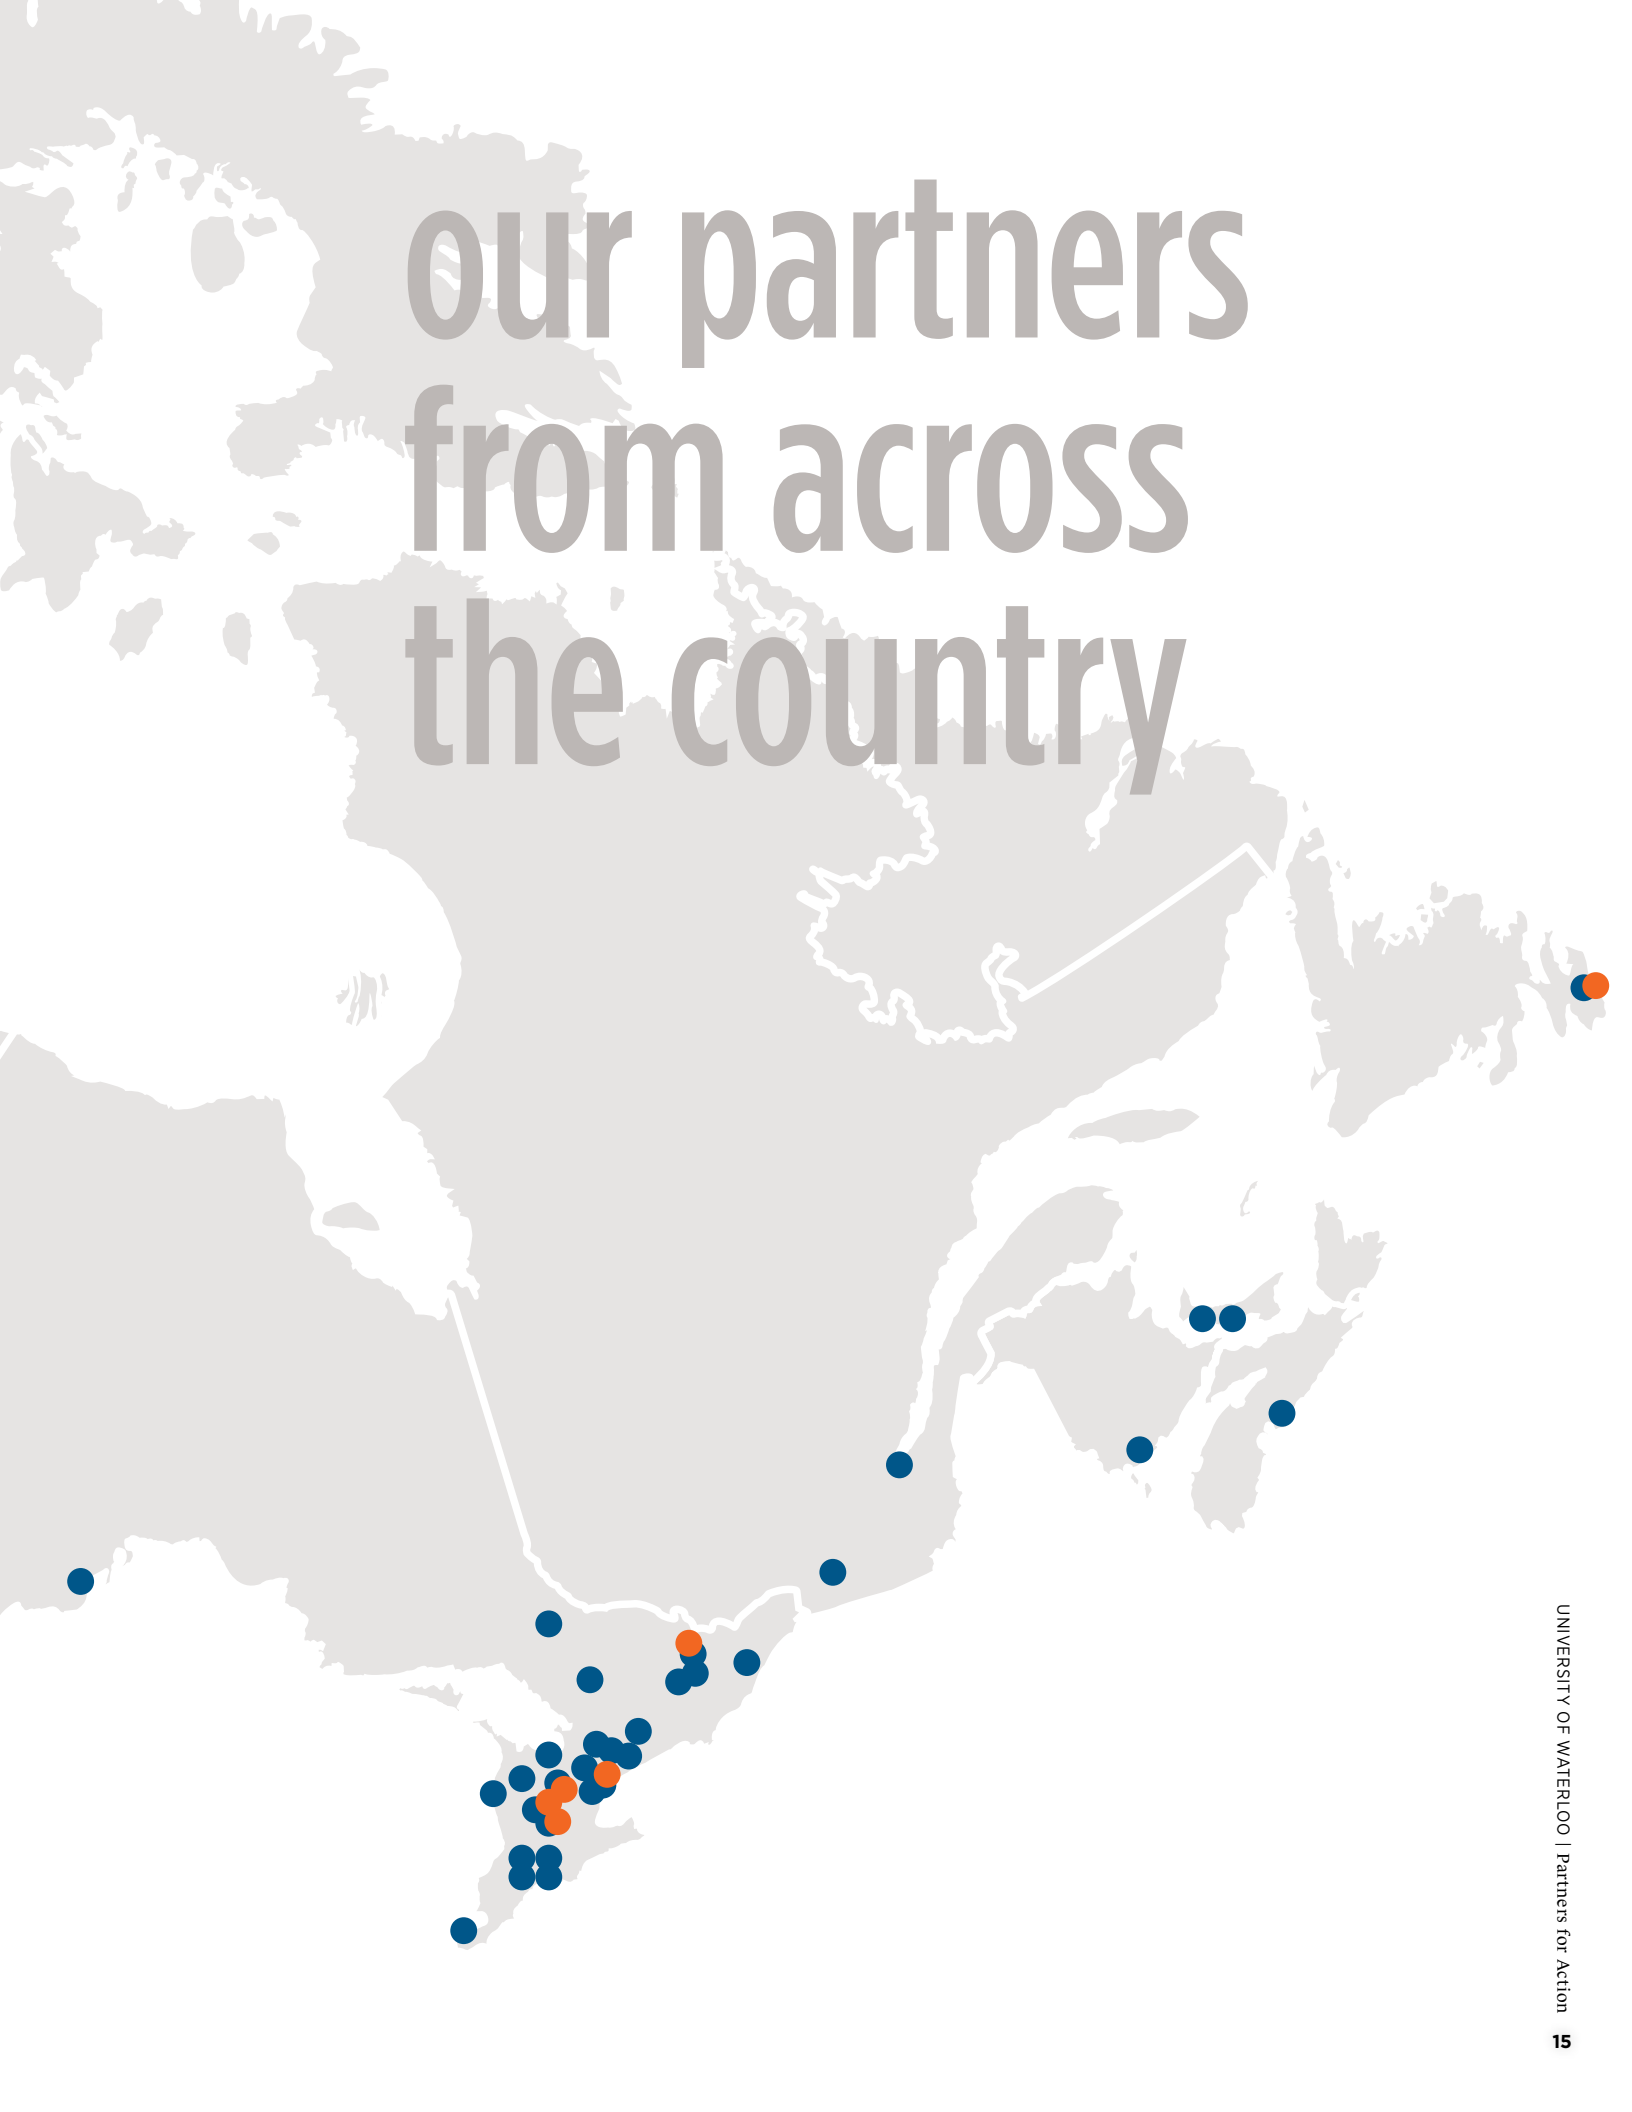 our partners
from across
the country
UNIVERSITY OF WATERLOO | Partners for Action
15